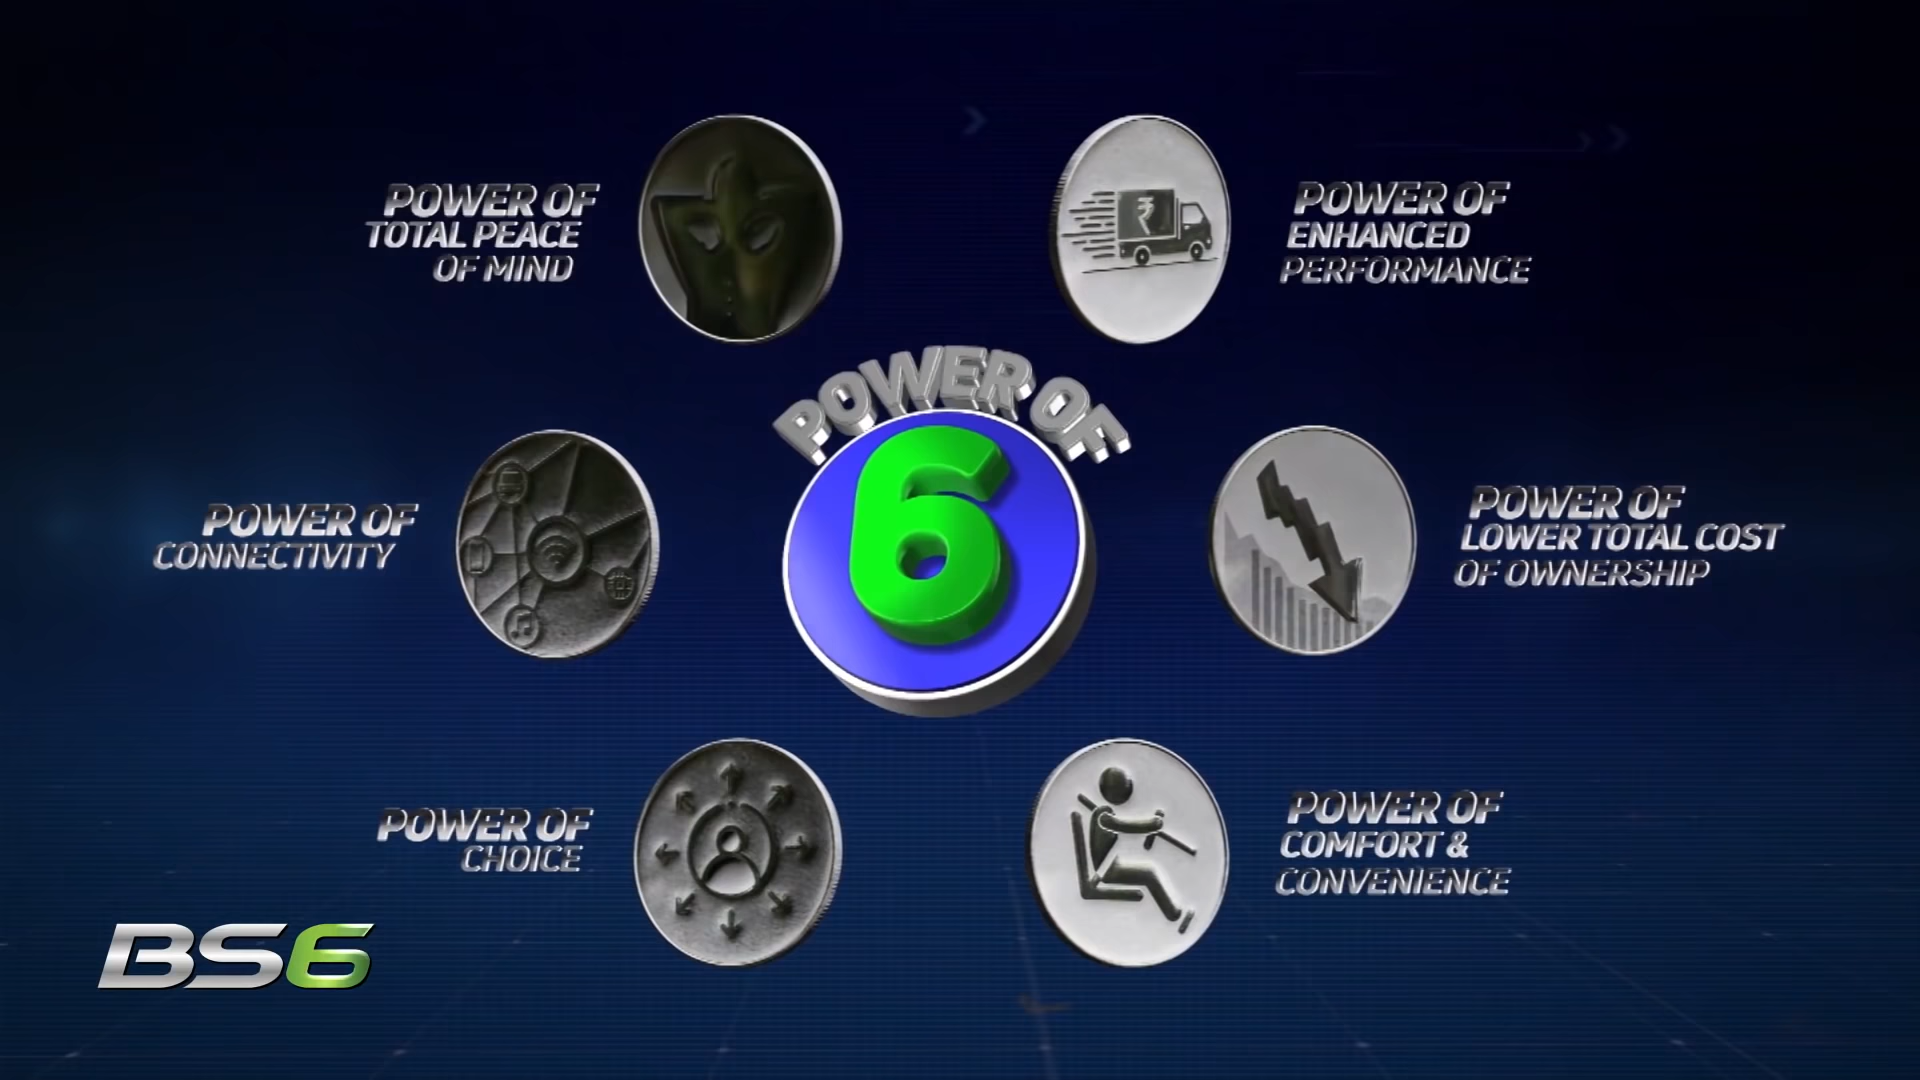 POWER OF
TOTAL PEACE
OF MIND
POWER OF
ENHANCED
PERFORMANCE
₹
POWER OF
6
POWER OF
CONNECTIVITY
POWER OF
LOWER TOTAL COST
OF OWNERSHIP
POWER OF
CHOICE
POWER OF
COMFORT &
CONVENIENCE
BS6